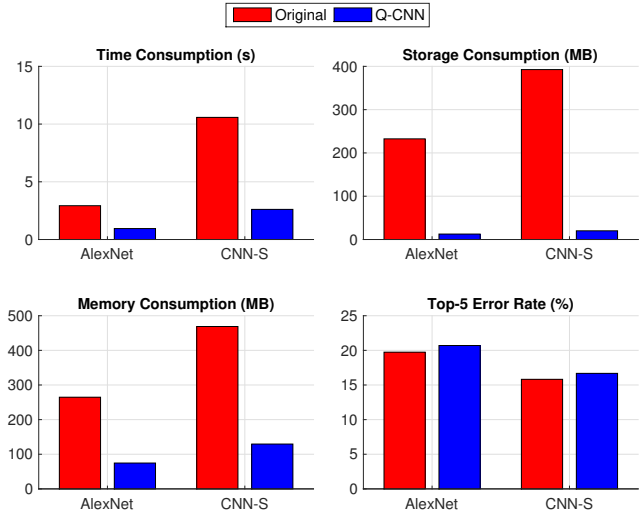 Original Q-CNN
Time Consumption (s)
15
10
5
0
AlexNet CNN-S
Storage Consumption (MB)
400
300
200
100
0
AlexNet CNN-S
Memory Consumption (MB)
500
400
300
200
100
0
AlexNet CNN-S
Top-5 Error Rate (%)
25
20
15
10
5
0
AlexNet CNN-S